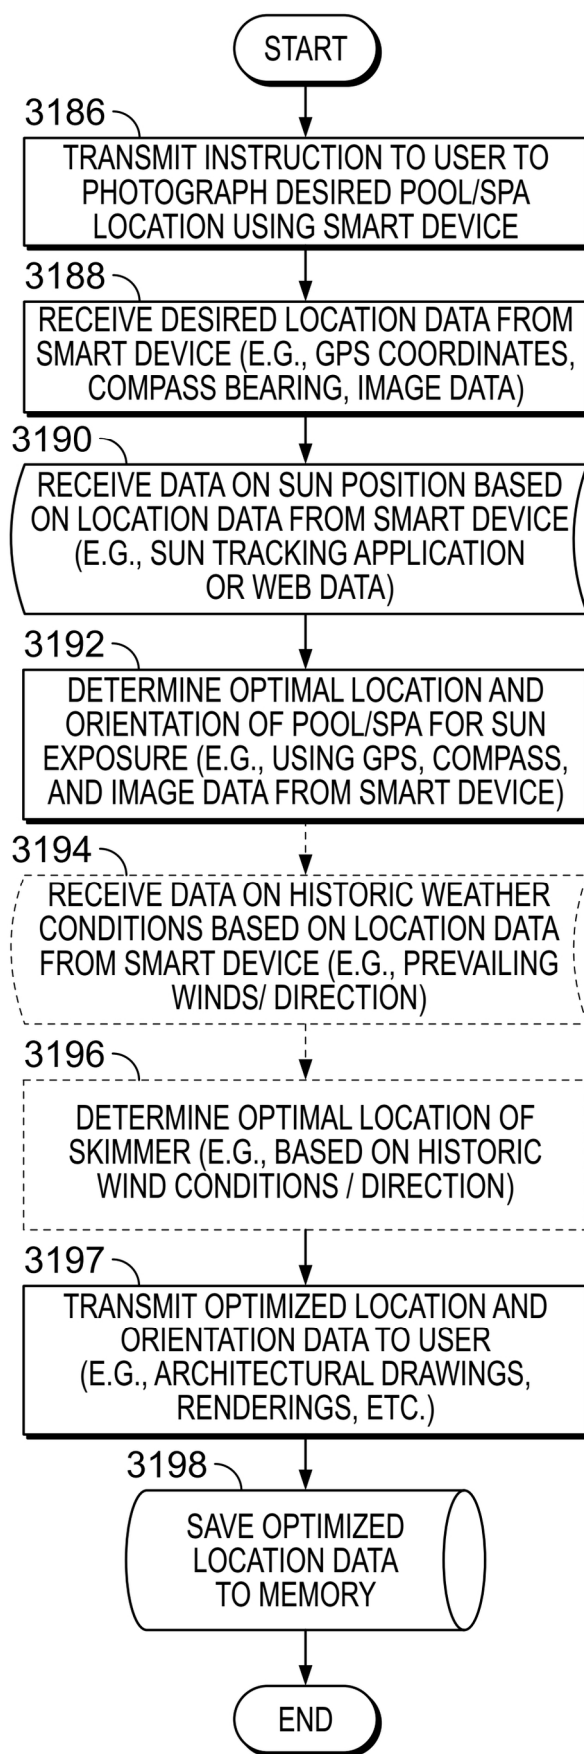 START
3186
TRANSMIT INSTRUCTION TO USER TO
PHOTOGRAPH DESIRED POOL/SPA
LOCATION USING SMART DEVICE
3188
RECEIVE DESIRED LOCATION DATA FROM
SMART DEVICE (E.G., GPS COORDINATES,
COMPASS BEARING, IMAGE DATA)
3190
RECEIVE DATA ON SUN POSITION BASED
ON LOCATION DATA FROM SMART DEVICE
(E.G., SUN TRACKING APPLICATION
OR WEB DATA)
3192
DETERMINE OPTIMAL LOCATION AND
ORIENTATION OF POOL/SPA FOR SUN
EXPOSURE (E.G., USING GPS, COMPASS,
AND IMAGE DATA FROM SMART DEVICE)
3194
RECEIVE DATA ON HISTORIC WEATHER
CONDITIONS BASED ON LOCATION DATA
FROM SMART DEVICE (E.G., PREVAILING
WINDS/ DIRECTION)
3196
DETERMINE OPTIMAL LOCATION OF
SKIMMER (E.G., BASED ON HISTORIC
WIND CONDITIONS / DIRECTION)
3197
TRANSMIT OPTIMIZED LOCATION AND
ORIENTATION DATA TO USER
(E.G., ARCHITECTURAL DRAWINGS,
RENDERINGS, ETC.)
3198
SAVE OPTIMIZED
LOCATION DATA
TO MEMORY
END